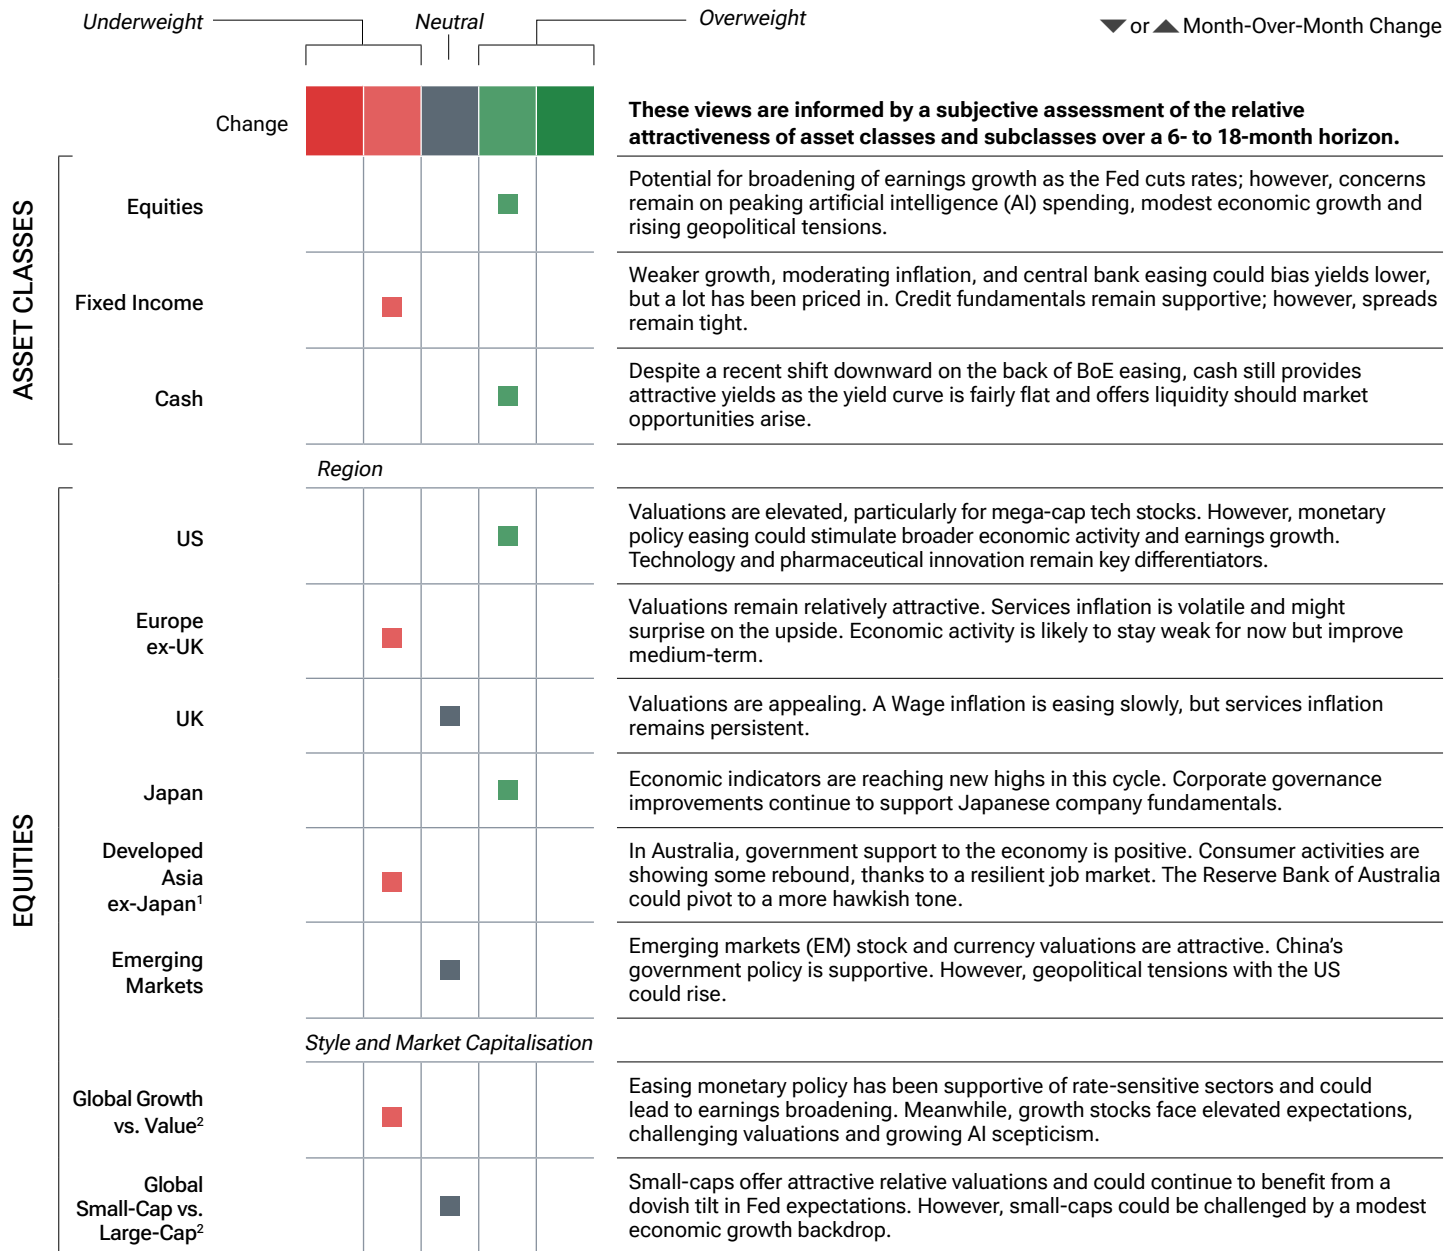 Underweight
Neutral
Overweight
▼ or ▲ Month-Over-Month Change
Change
These views are informed by a subjective assessment of the relative
attractiveness of asset classes and subclasses over a 6- to 18-month horizon.
ASSET CLASSES
Equities
Potential for broadening of earnings growth as the Fed cuts rates; however, concerns
remain on peaking artificial intelligence (AI) spending, modest economic growth and
rising geopolitical tensions.
Fixed Income
Weaker growth, moderating inflation, and central bank easing could bias yields lower,
but a lot has been priced in. Credit fundamentals remain supportive; however, spreads
remain tight.
Cash
Despite a recent shift downward on the back of BoE easing, cash still provides
attractive yields as the yield curve is fairly flat and offers liquidity should market
opportunities arise.
EQUITIES
Region
US
Valuations are elevated, particularly for mega-cap tech stocks. However, monetary
policy easing could stimulate broader economic activity and earnings growth.
Technology and pharmaceutical innovation remain key differentiators.
Europe
ex-UK
Valuations remain relatively attractive. Services inflation is volatile and might
surprise on the upside. Economic activity is likely to stay weak for now but improve
medium-term.
UK
Valuations are appealing. A Wage inflation is easing slowly, but services inflation
remains persistent.
Japan
Economic indicators are reaching new highs in this cycle. Corporate governance
improvements continue to support Japanese company fundamentals.
Developed
Asia
ex-Japan¹
In Australia, government support to the economy is positive. Consumer activities are
showing some rebound, thanks to a resilient job market. The Reserve Bank of Australia
could pivot to a more hawkish tone.
Emerging
Markets
Emerging markets (EM) stock and currency valuations are attractive. China’s
government policy is supportive. However, geopolitical tensions with the US
could rise.
Style and Market Capitalisation
Global Growth
vs. Value²
Easing monetary policy has been supportive of rate-sensitive sectors and could
lead to earnings broadening. Meanwhile, growth stocks face elevated expectations,
challenging valuations and growing AI scepticism.
Global
Small-Cap vs.
Large-Cap²
Small-caps offer attractive relative valuations and could continue to benefit from a
dovish tilt in Fed expectations. However, small-caps could be challenged by a modest
economic growth backdrop.